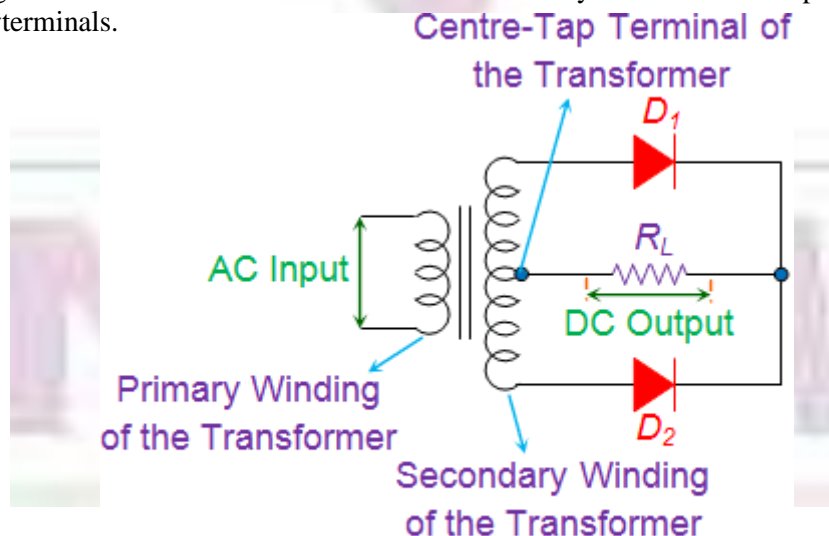 yterminals.
Centre-Tap Terminal of
the Transformer
D1
RL
AC Input
DC Output
Primary Winding
of the Transformer
D2
Secondary Winding
of the Transformer